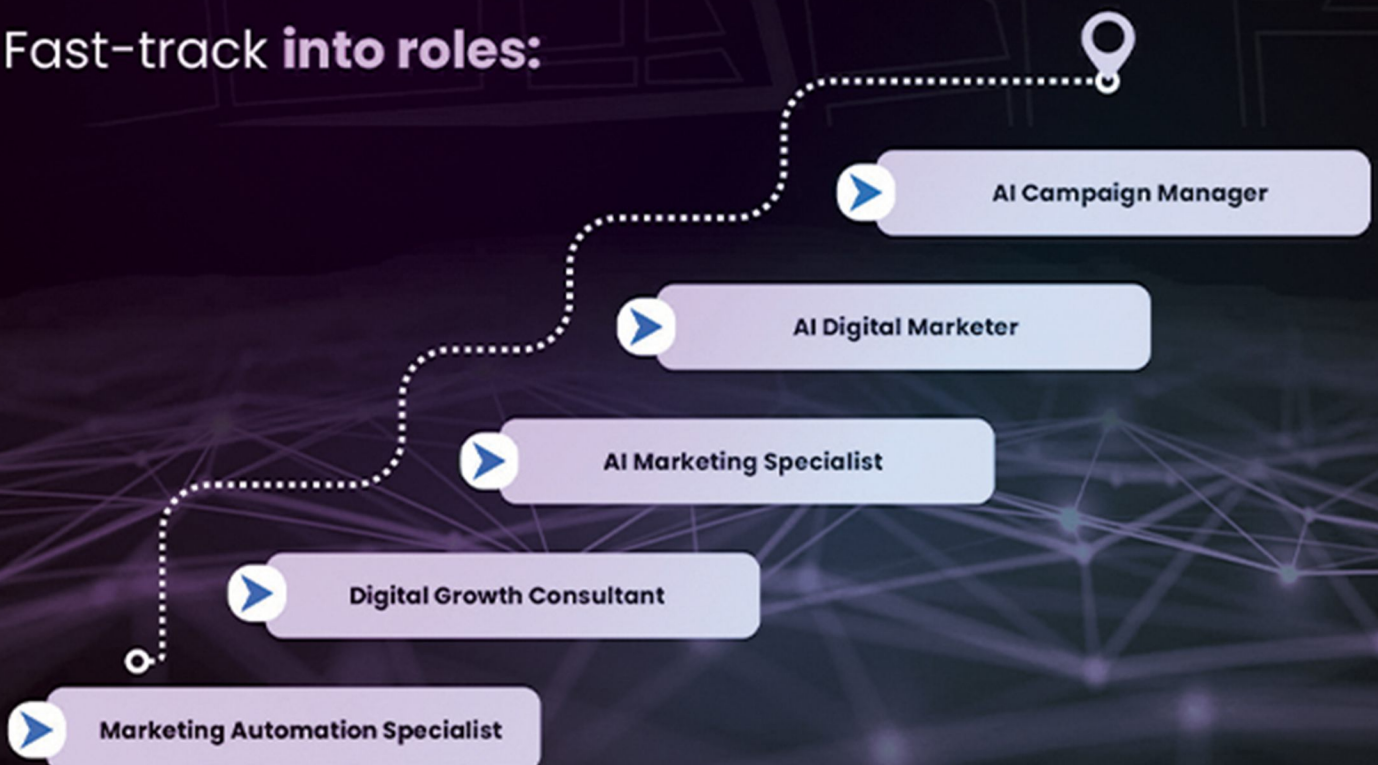 Fast-track into roles:
AI Campaign Manager
AI Digital Marketer
AI Marketing Specialist
Digital Growth Consultant
Marketing Automation Specialist